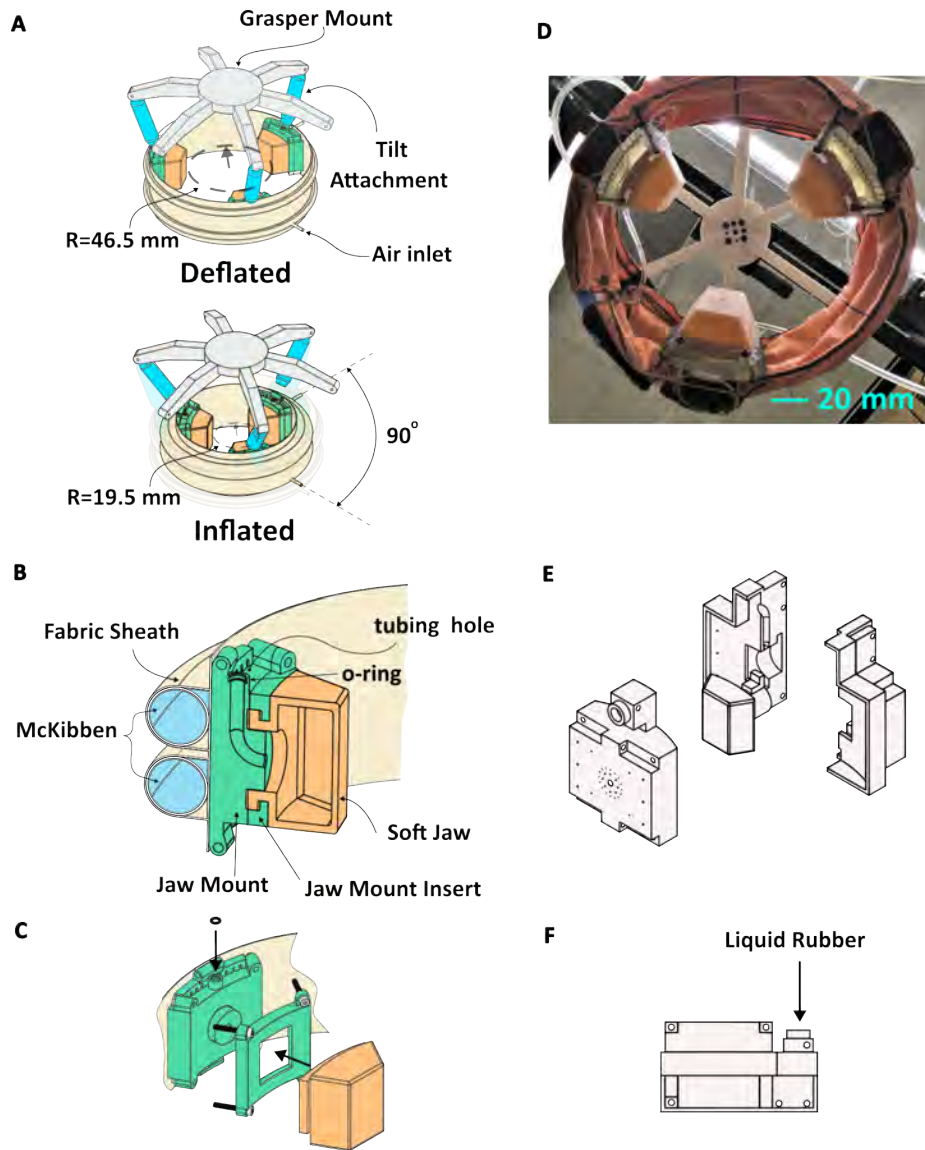 A
Grasper Mount
Tilt
Attachment
R=46.5 mm
Air inlet
Deflated
90°
R=19.5 mm
Inflated
B
Fabric Sheath
tubing hole
o-ring
McKibben
Soft Jaw
Jaw Mount
Jaw Mount Insert
C
D
20 mm
E
F
Liquid Rubber